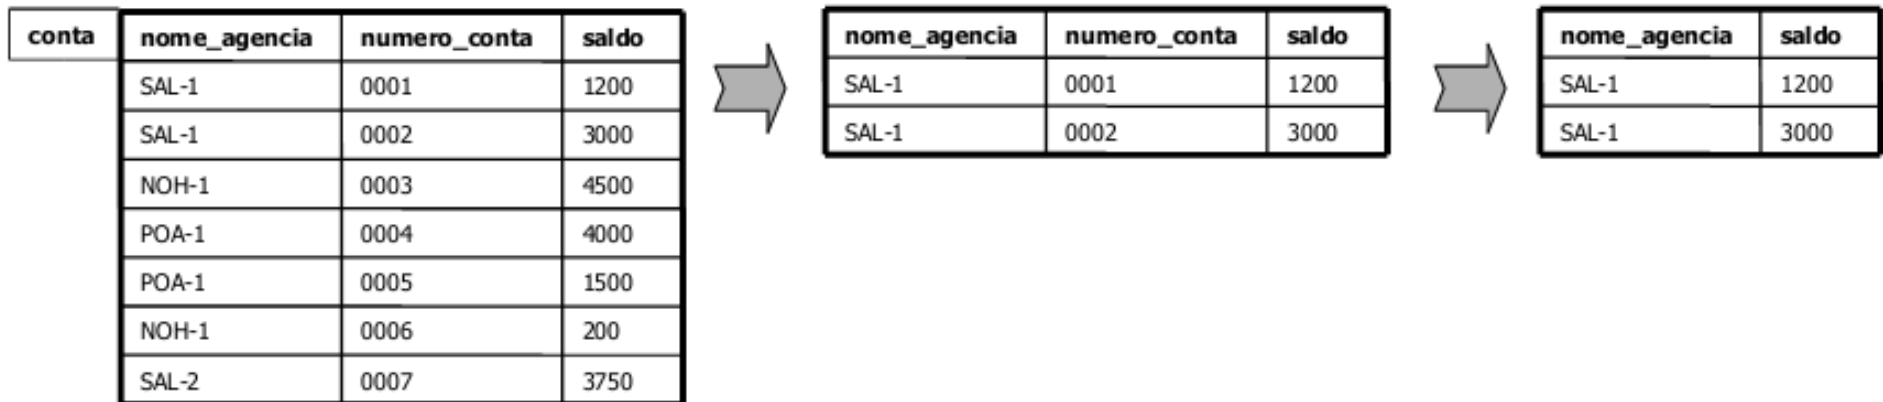 conta
nome_agencia numero_conta saldo
SAL-1 0001 1200
SAL-1 0002 3000
NOH-1 0003 4500
POA-1 0004 4000
POA-1 0005 1500
NOH-1 0006 200
SAL-2 0007 3750
nome_agencia numero_conta saldo
SAL-1 0001 1200
SAL-1 0002 3000
nome_agencia saldo
SAL-1 1200
SAL-1 3000